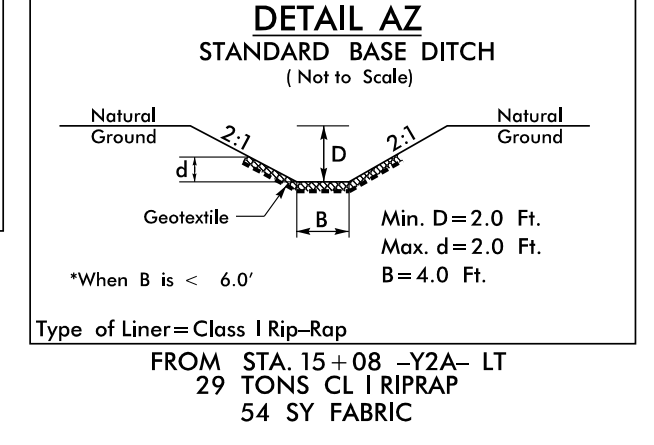 DETAIL AZ
STANDARD BASE DITCH
( Not to Scale)
Natural
Ground
2:1
D
2:1
Natural
Ground
d
Geotextile
B
Min. D=2.0 Ft.
Max. d=2.0 Ft.
B=4.0 Ft.
*When B is < 6.0'
Type of Liner=Class I Rip-Rap
FROM STA. 15+08 -Y2A- LT
29 TONS CL I RIPRAP
54 SY FABRIC